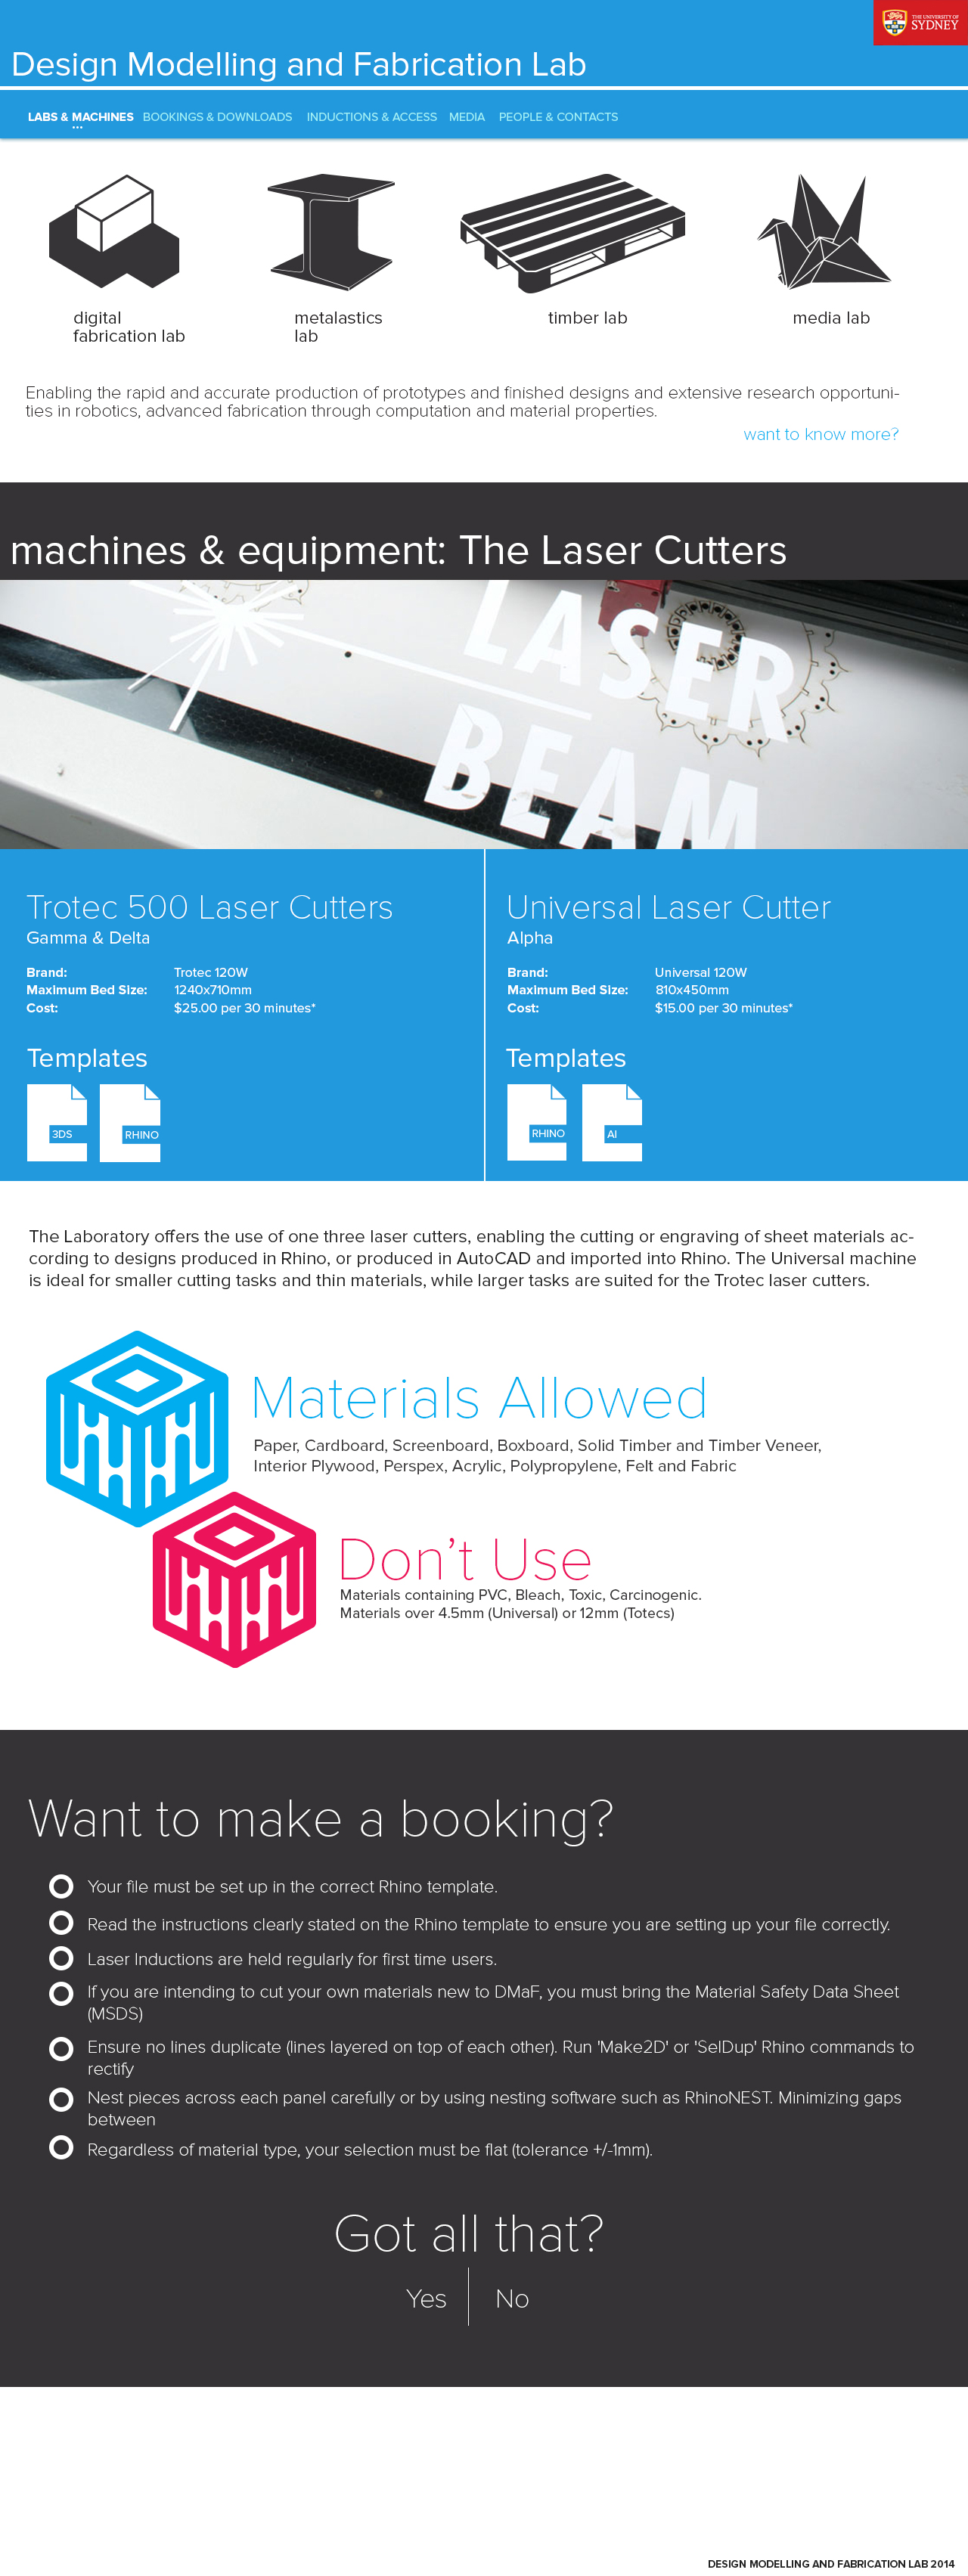 THE UNIVERSITY OF
SYDNEY
Design Modelling and Fabrication Lab
LABS & MACHINES BOOKINGS & DOWNLOADS INDUCTIONS & ACCESS MEDIA PEOPLE & CONTACTS
digital
fabrication lab
metalastics
lab
timber lab
media lab
Enabling the rapid and accurate production of prototypes and finished designs and extensive research opportuni-
ties in robotics, advanced fabrication through computation and material properties.
want to know more?
machines & equipment: The Laser Cutters
LASER
BEAM
Trotec 500 Laser Cutters
Gamma & Delta
Brand: Trotec 120W
Maximum Bed Size: 1240x710mm
Cost: $25.00 per 30 minutes*
Templates
3DS RHINO
Universal Laser Cutter
Alpha
Brand: Universal 120W
Maximum Bed Size: 810x450mm
Cost: $15.00 per 30 minutes*
Templates
RHINO AI
The Laboratory offers the use of one three laser cutters, enabling the cutting or engraving of sheet materials ac-
cording to designs produced in Rhino, or produced in AutoCAD and imported into Rhino. The Universal machine
is ideal for smaller cutting tasks and thin materials, while larger tasks are suited for the Trotec laser cutters.
Materials Allowed
Paper, Cardboard, Screenboard, Boxboard, Solid Timber and Timber Veneer,
Interior Plywood, Perspex, Acrylic, Polypropylene, Felt and Fabric
Don’t Use
Materials containing PVC, Bleach, Toxic, Carcinogenic.
Materials over 4.5mm (Universal) or 12mm (Totecs)
Want to make a booking?
Your file must be set up in the correct Rhino template.
Read the instructions clearly stated on the Rhino template to ensure you are setting up your file correctly.
Laser Inductions are held regularly for first time users.
If you are intending to cut your own materials new to DMaF, you must bring the Material Safety Data Sheet
(MSDS)
Ensure no lines duplicate (lines layered on top of each other). Run 'Make2D' or 'SelDup' Rhino commands to
rectify
Nest pieces across each panel carefully or by using nesting software such as RhinoNEST. Minimizing gaps
between
Regardless of material type, your selection must be flat (tolerance +/-1mm).
Got all that?
Yes No
DESIGN MODELLING AND FABRICATION LAB 2014